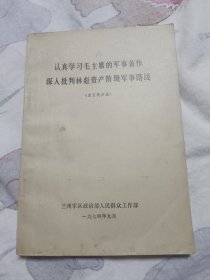 认真学习毛主席的军事著作
深入批判林彪资产阶级军事路线
兰州军区政治部人民群众工作部
一九七四年九月